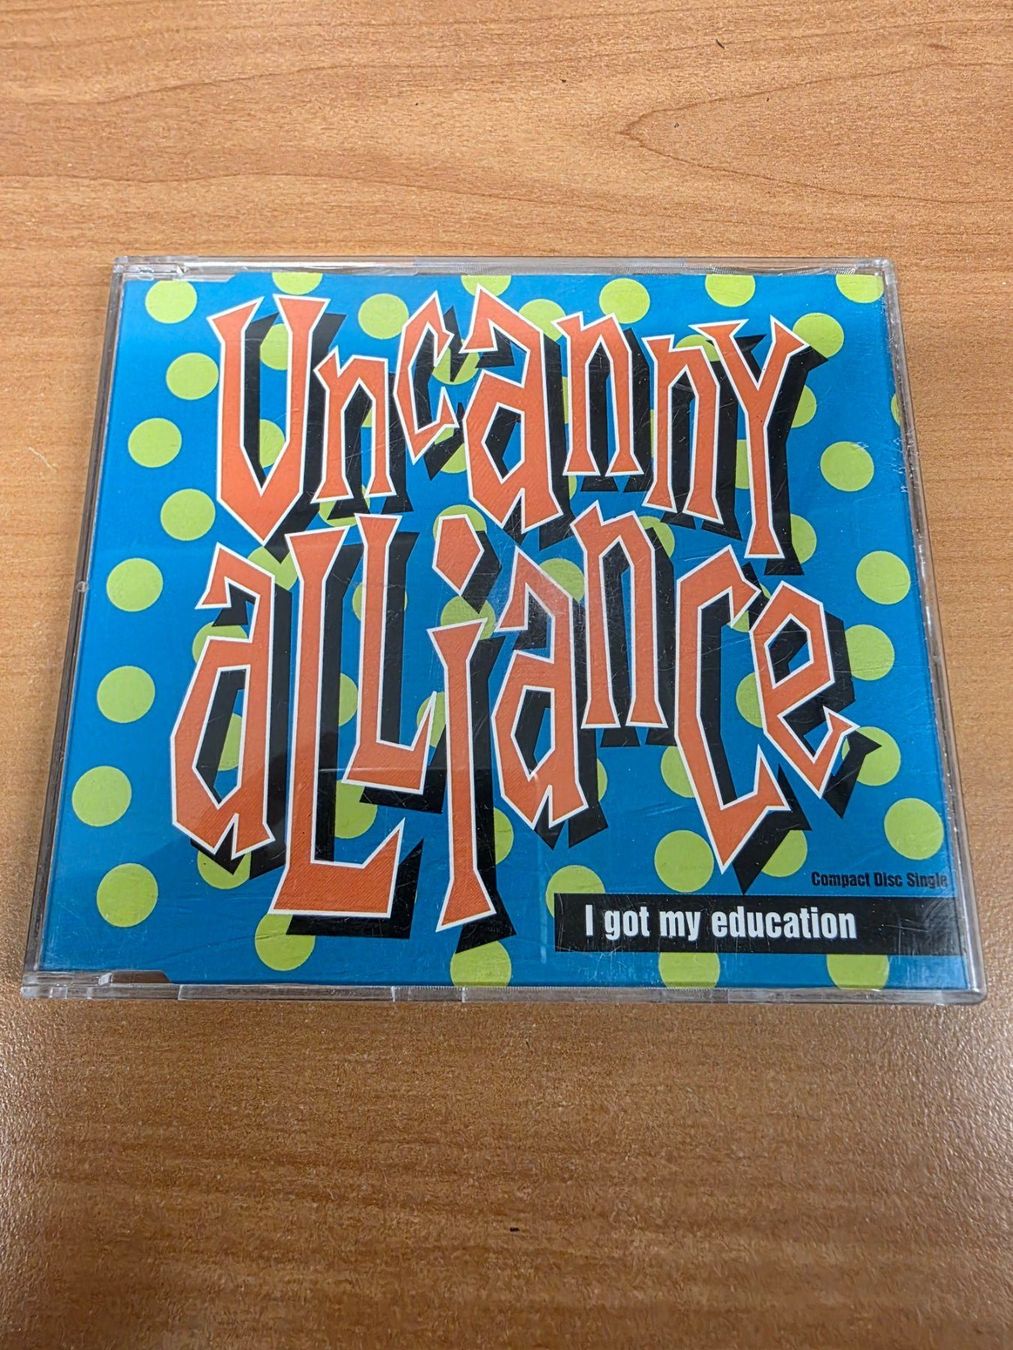 Uncanny
aLLiance
Compact Disc Single
I got my education